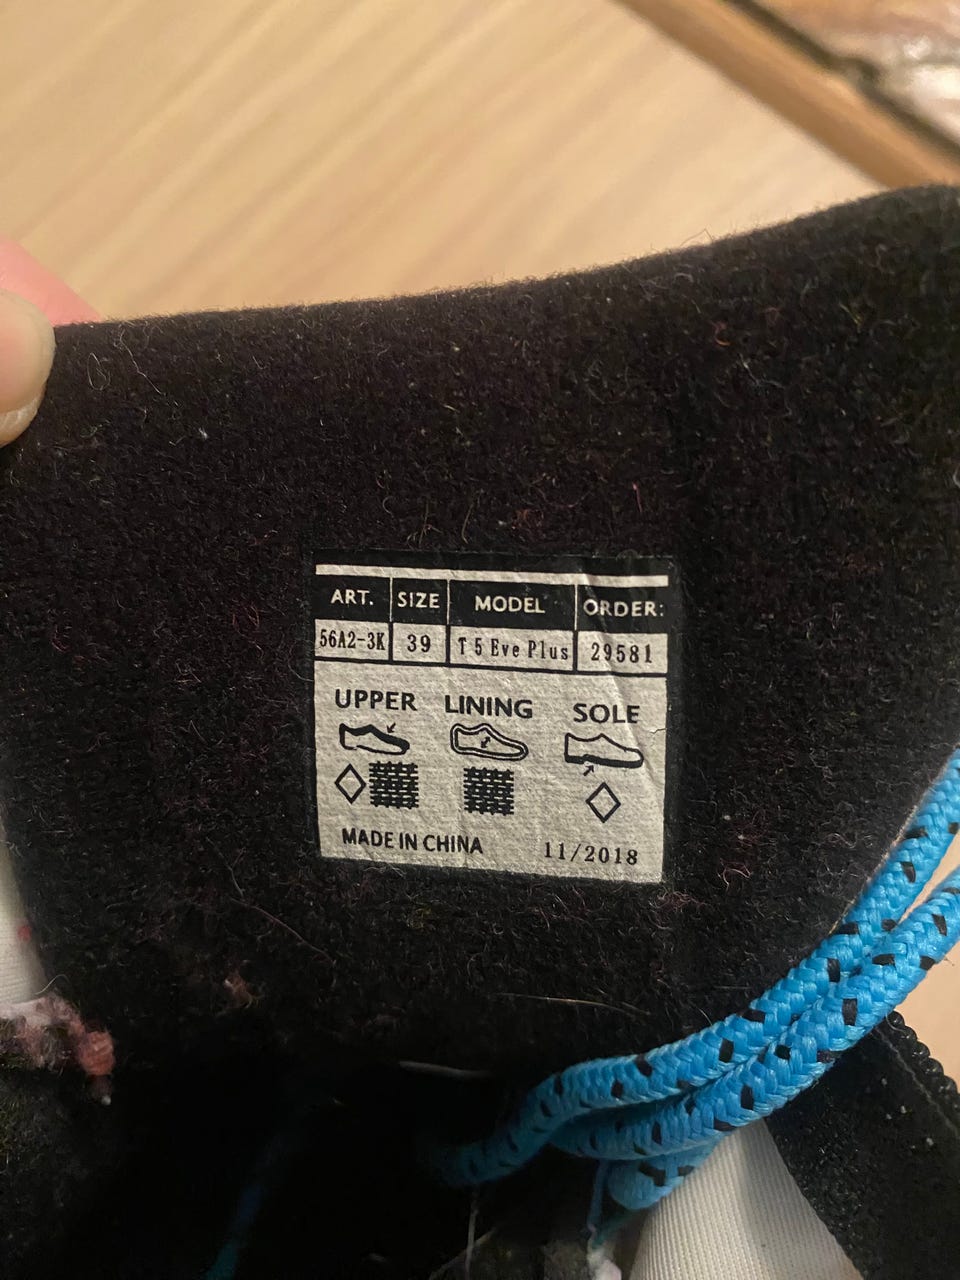 ART. SIZE MODEL ORDER:
56A2-3K 39 T 5 Eve Plus 29581
UPPER LINING SOLE
MADE IN CHINA 11/2018